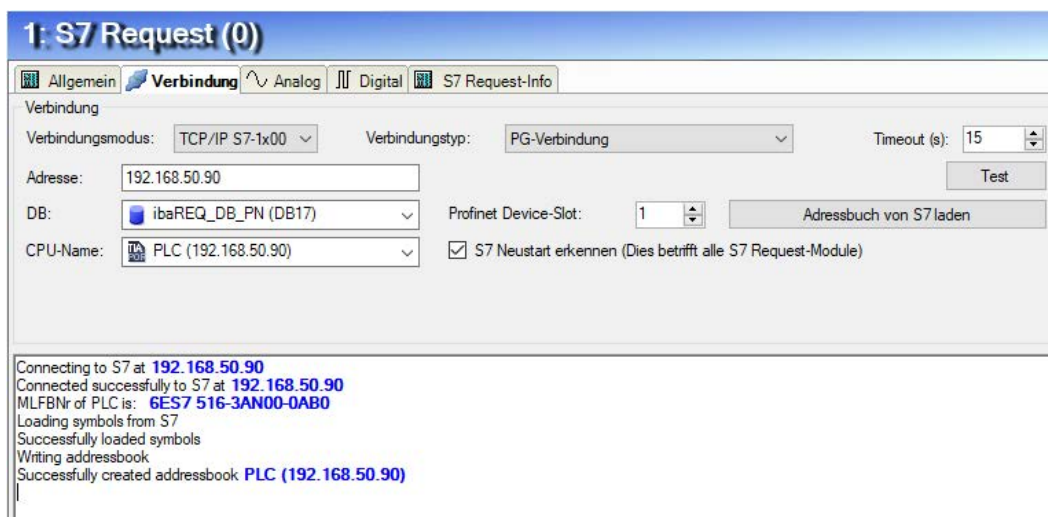 1: S7 Request (0)
Allgemein Verbindung Analog Digital S7 Request-Info
Verbindung
Verbindungsmodus: TCP/IP S7-1x00 Verbindungstyp: PG-Verbindung Timeout (s): 15
Adresse: 192.168.50.90 Test
DB: ibaREQ_DB_PN (DB17) Profinet Device-Slot: 1 Adressbuch von S7 laden
CPU-Name: PLC (192.168.50.90) S7 Neustart erkennen (Dies betrifft alle S7 Request-Module)
Connecting to S7 at 192.168.50.90
Connected successfully to S7 at 192.168.50.90
MLFBNr of PLC is: 6ES7 516-3AN00-0AB0
Loading symbols from S7
Successfully loaded symbols
Writing addressbook
Successfully created addressbook PLC (192.168.50.90)